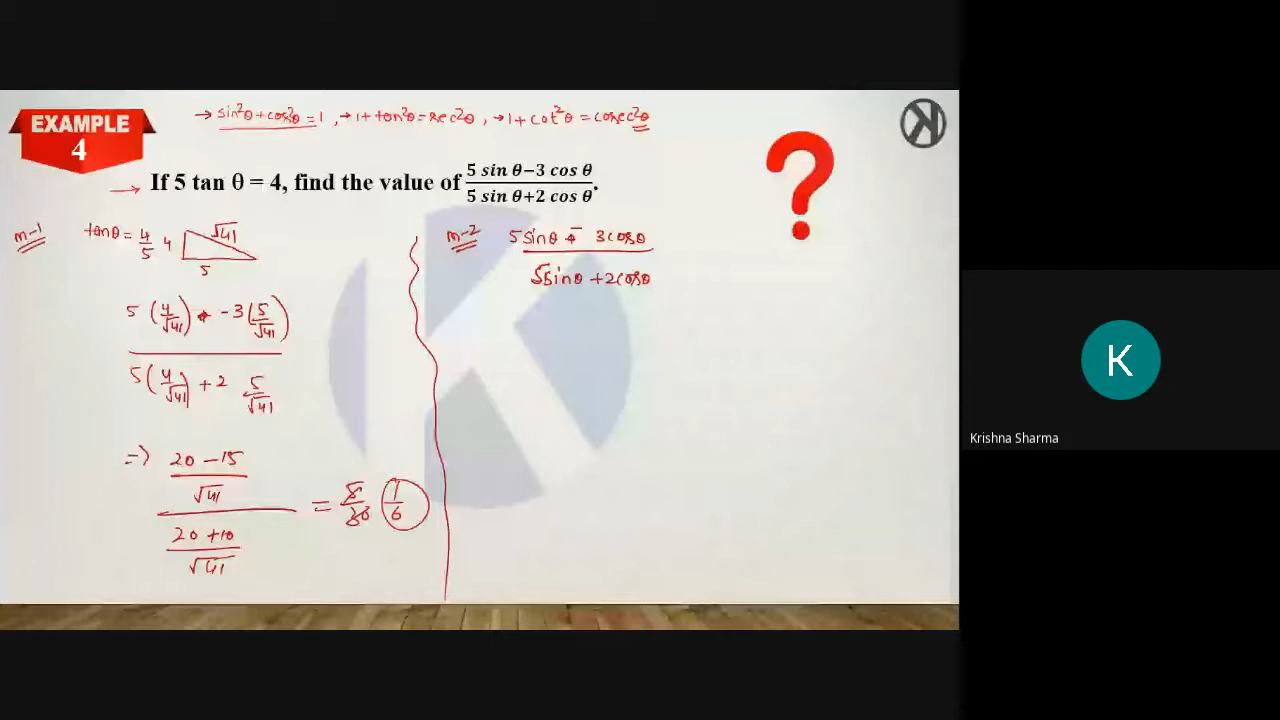 → sin²θ + cos²θ = 1 , → 1 + tan²θ = sec²θ , → 1 + cot²θ = cosec²θ
EXAMPLE
4
→ If 5 tan θ = 4, find the value of (5 sin θ−3 cos θ)/(5 sin θ+2 cos θ).
m-1
tanθ = 4/5
4
√41
5
5 (4/√41) - 3 (5/√41)
5 (4/√41) + 2 5/√41
=> 20 - 15
√41
20 + 10
√41
= 5/30 1/6
m-2
5 sinθ - 3 cosθ
5 sinθ + 2 cosθ
?
K
Krishna Sharma